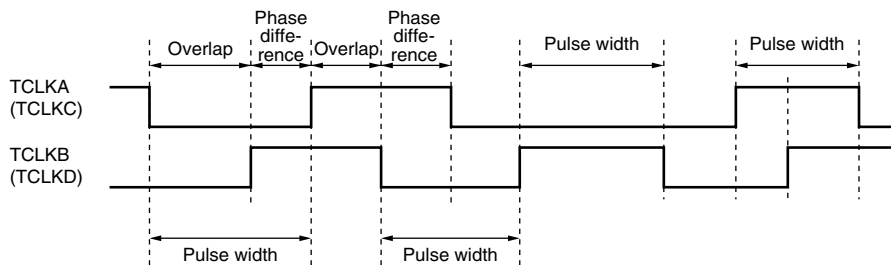 Phase
diffe-
rence
Phase
diffe-
rence
Overlap
Overlap
Pulse width
Pulse width
TCLKA
(TCLKC)
TCLKB
(TCLKD)
Pulse width
Pulse width